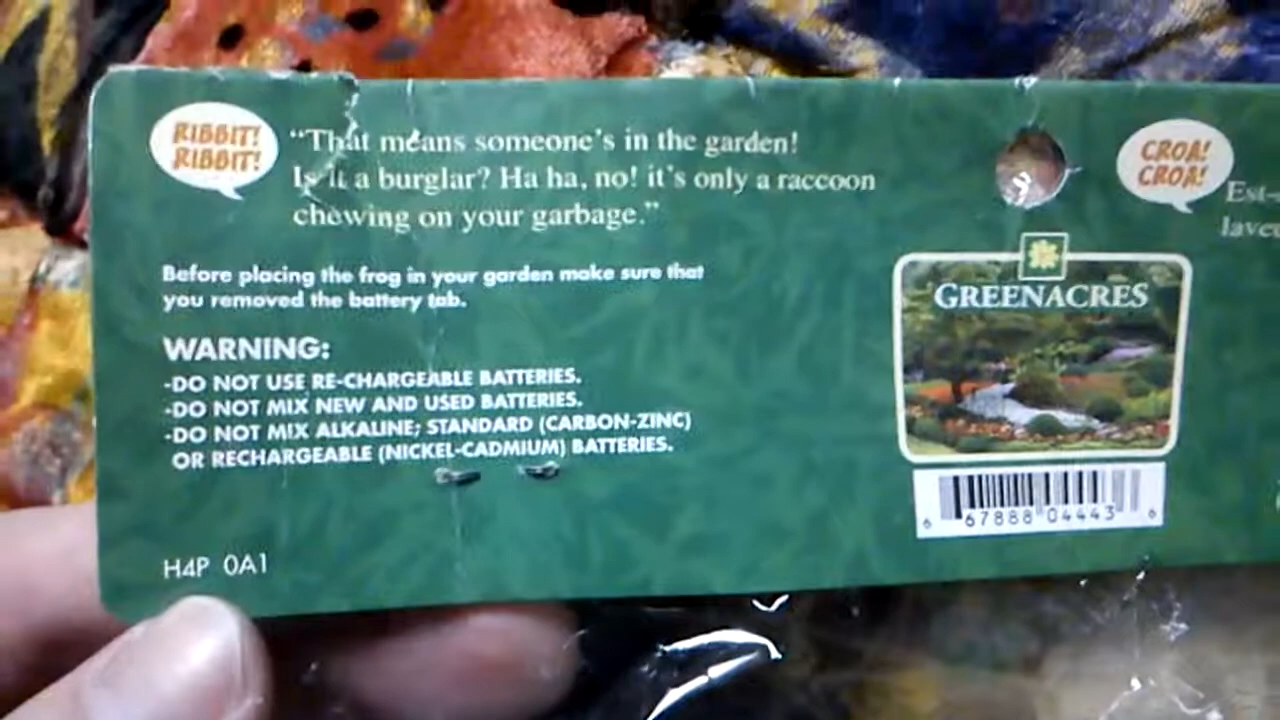 RIBBIT!
RIBBIT!
“That means someone’s in the garden!
Is it a burglar? Ha ha, no! it’s only a raccoon
chewing on your garbage.”
Before placing the frog in your garden make sure that
you removed the battery tab.
WARNING:
-DO NOT USE RE-CHARGEABLE BATTERIES.
-DO NOT MIX NEW AND USED BATTERIES.
-DO NOT MIX ALKALINE; STANDARD (CARBON-ZINC)
OR RECHARGEABLE (NICKEL-CADMIUM) BATTERIES.
H4P 0A1
GREENACRES
6 67888 04443 6
CROA!
CROA!
Est-